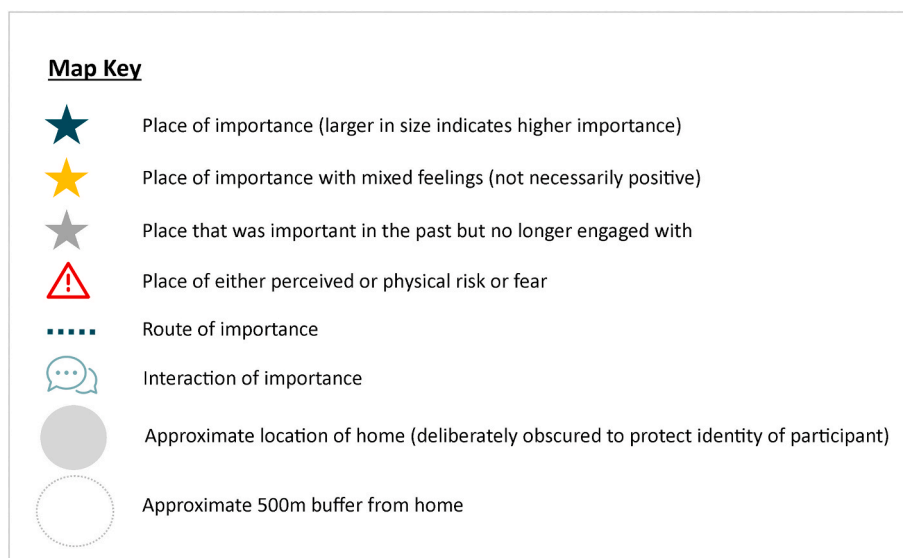 Map Key
Place of importance (larger in size indicates higher importance)
Place of importance with mixed feelings (not necessarily positive)
Place that was important in the past but no longer engaged with
Place of either perceived or physical risk or fear
Route of importance
Interaction of importance
Approximate location of home (deliberately obscured to protect identity of participant)
Approximate 500m buffer from home